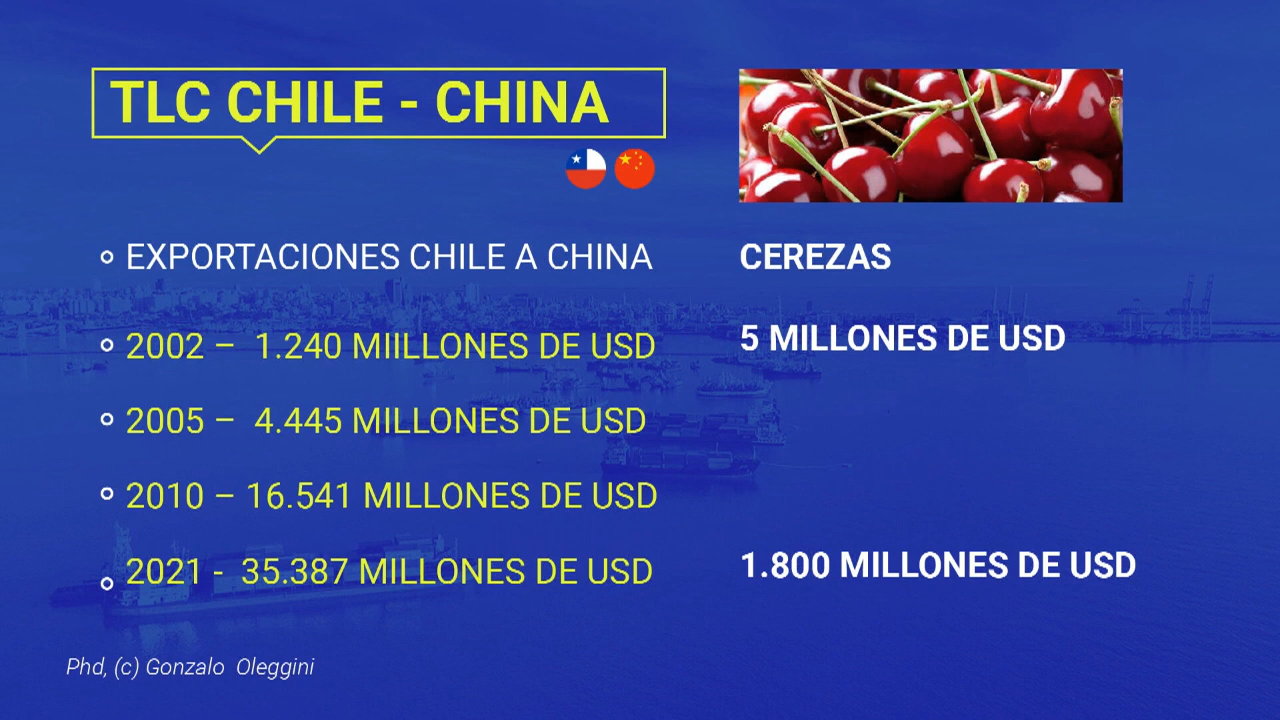 TLC CHILE - CHINA
EXPORTACIONES CHILE A CHINA
CEREZAS
2002 – 1.240 MIILLONES DE USD
5 MILLONES DE USD
2005 – 4.445 MILLONES DE USD
2010 – 16.541 MILLONES DE USD
2021 - 35.387 MILLONES DE USD
1.800 MILLONES DE USD
Phd, (c) Gonzalo Oleggini